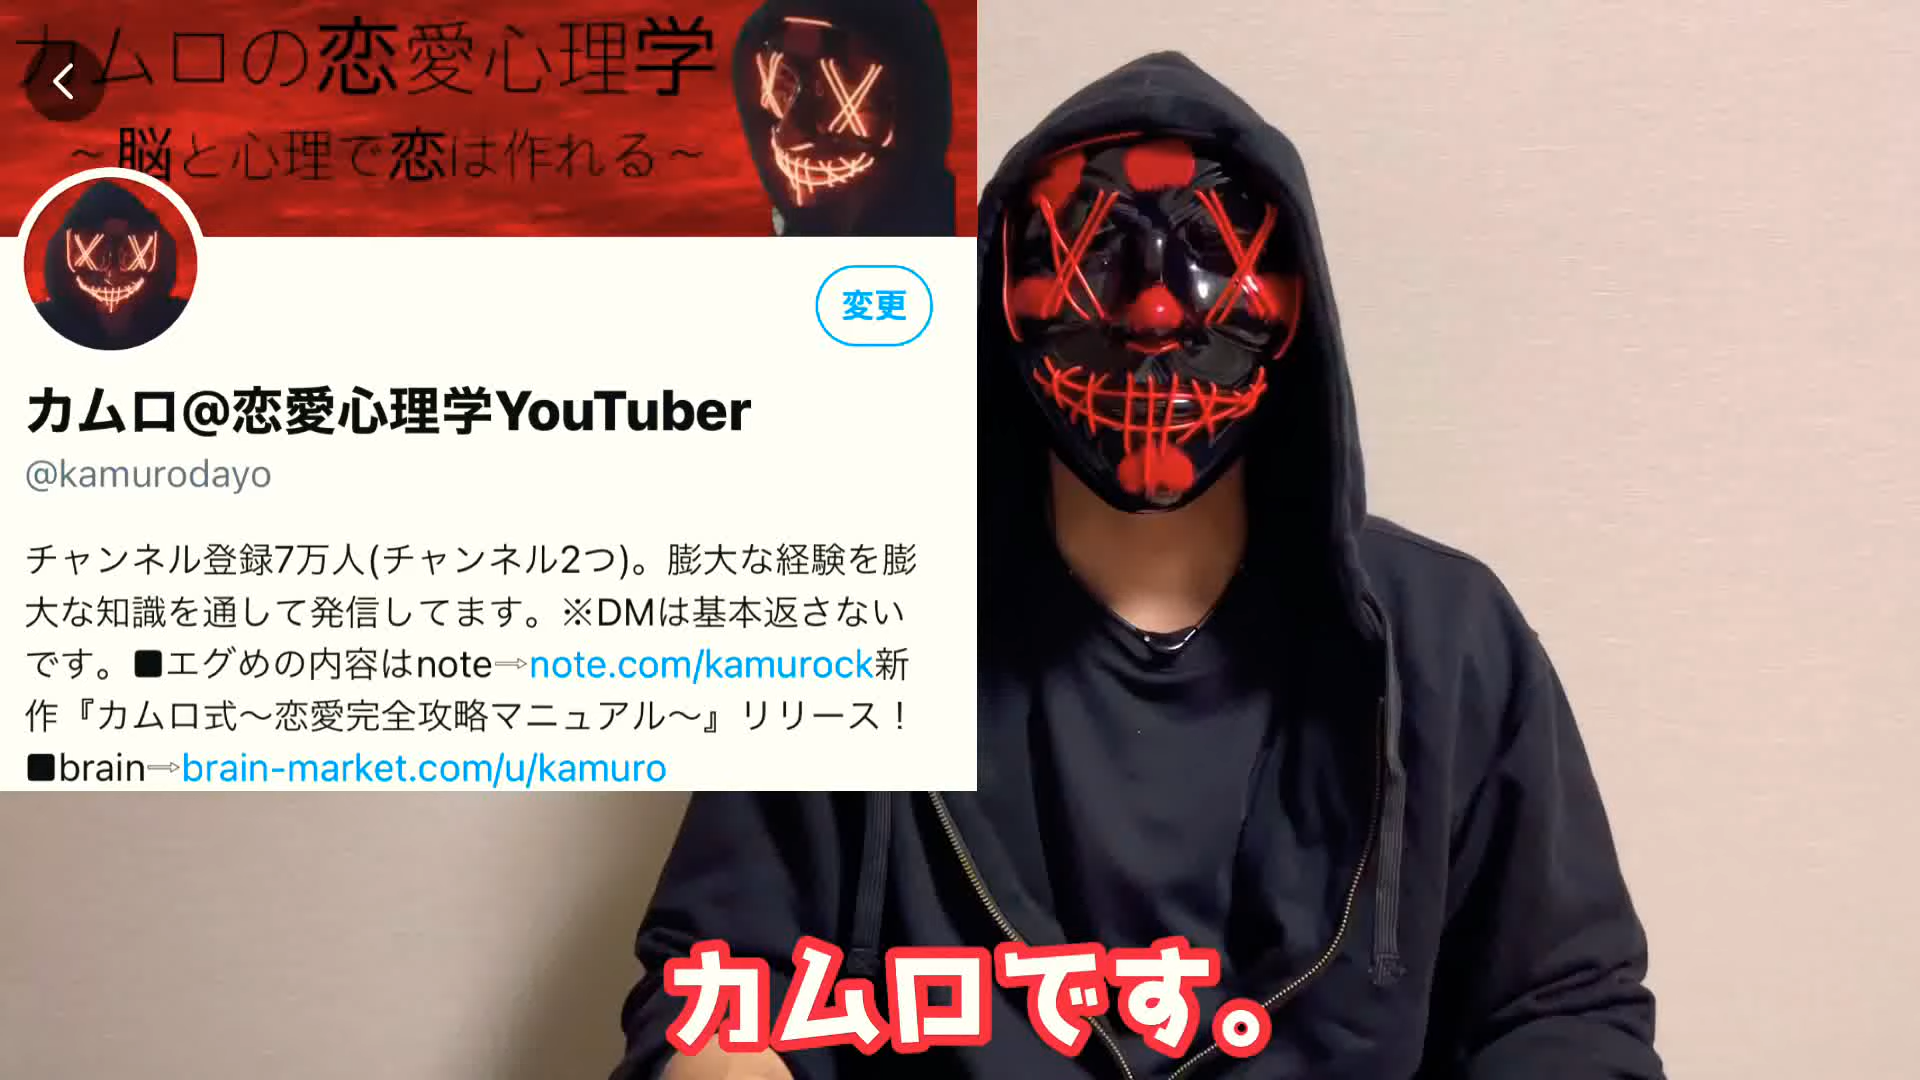 カムロの恋愛心理学
～脳と心理で恋は作れる～
変更
カムロ@恋愛心理学YouTuber
@kamurodayo
チャンネル登録7万人(チャンネル2つ)。膨大な経験を膨
大な知識を通して発信してます。※DMは基本返さない
です。■エグめの内容はnote⇨note.com/kamurock新
作『カムロ式〜恋愛完全攻略マニュアル〜』リリース！
■brain⇨brain-market.com/u/kamuro
カムロです。